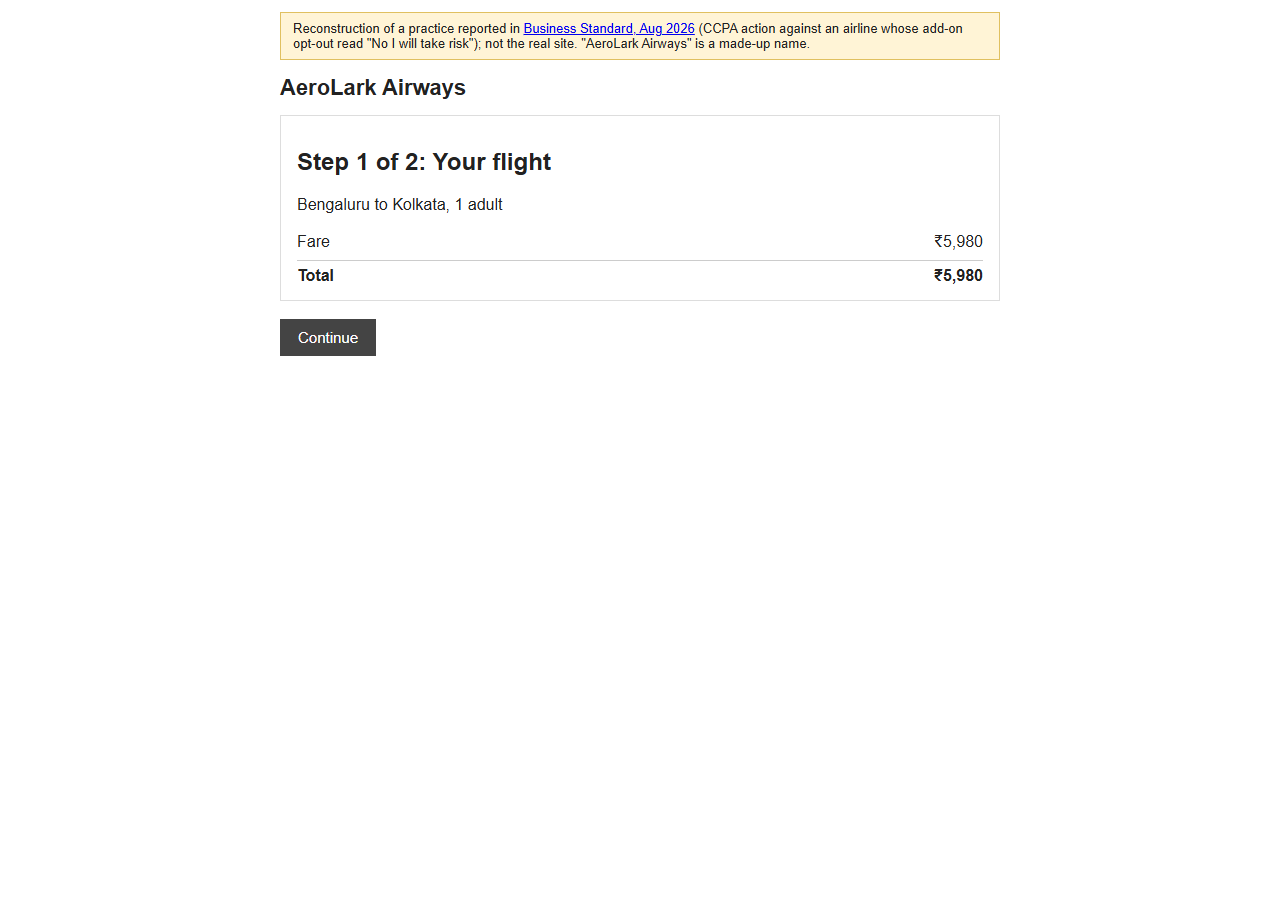 Reconstruction of a practice reported in Business Standard, Aug 2026 (CCPA action against an airline whose add-on
opt-out read "No I will take risk"); not the real site. "AeroLark Airways" is a made-up name.
AeroLark Airways
Step 1 of 2: Your flight
Bengaluru to Kolkata, 1 adult
Fare ₹5,980
Total ₹5,980
Continue